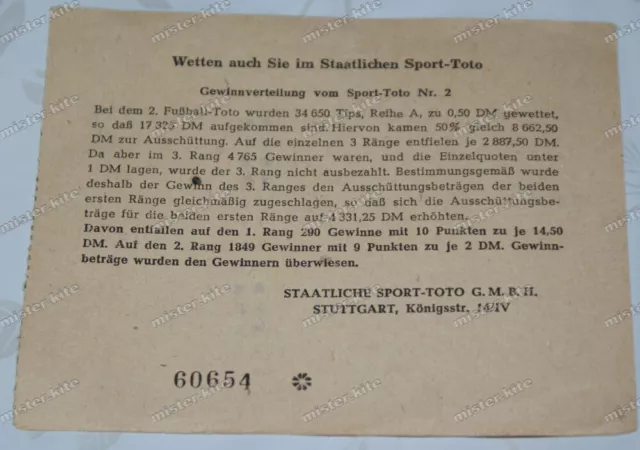 Wetten auch Sie im Staatlichen Sport-Toto
Gewinnverteilung vom Sport-Toto Nr. 2
Bei dem 2. Fußball-Toto wurden 34 650 Tips, Reihe A, zu 0,50 DM gewettet,
so daß 17 325 DM aufgekommen sind. Hiervon kamen 50% gleich 8 662,50
DM zur Ausschüttung. Auf die einzelnen 3 Ränge entfielen je 2 887,50 DM.
Da aber im 3. Rang 4 765 Gewinner waren, und die Einzelquoten unter
1 DM lagen, wurde der 3. Rang nicht ausbezahlt. Bestimmungsgemäß wurde
deshalb der Gewinn des 3. Ranges den Ausschüttungsbeträgen der beiden
ersten Ränge gleichmäßig zugeschlagen, so daß sich die Ausschüttungsbe-
träge für die beiden ersten Ränge auf 4 331,25 DM erhöhten.
Davon entfallen auf den 1. Rang 290 Gewinne mit 10 Punkten zu je 14,50
DM. Auf den 2. Rang 1849 Gewinner mit 9 Punkten zu je 2 DM. Gewinn-
beträge wurden den Gewinnern überwiesen.
STAATLICHE SPORT-TOTO G. M. B. H.
STUTTGART, Königsstr. 14/IV
60654
mister-kite